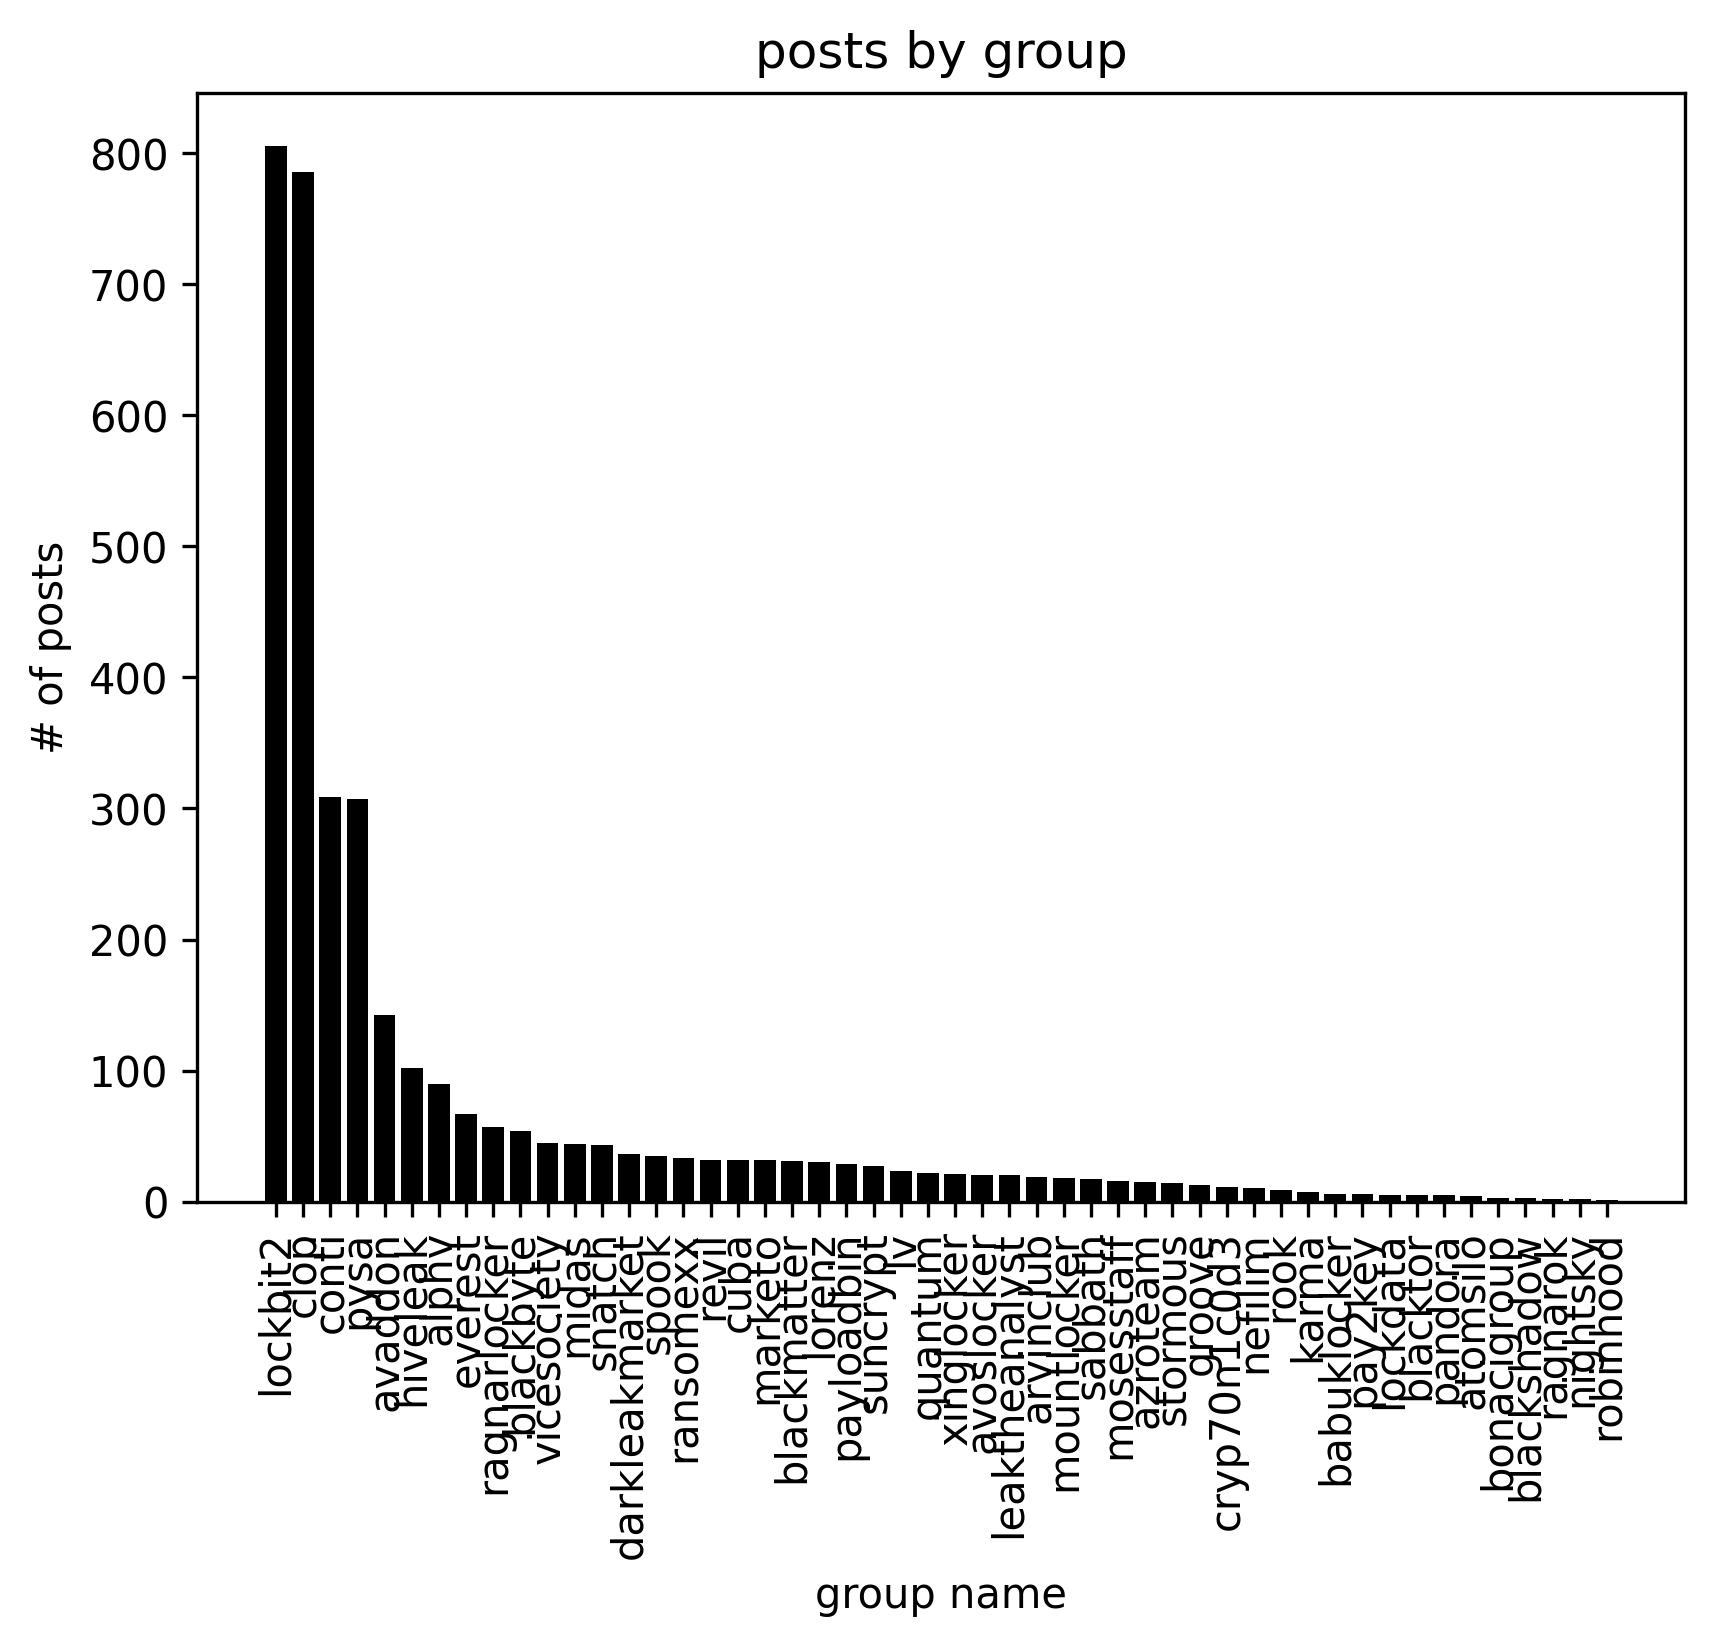 posts by group
800
700
600
500
400
300
200
100
0
# of posts
lockbit2
clop
conti
pysa
avaddon
hiveleak
alphv
everest
ragnarlocker
blackbyte
vicesociety
midas
snatch
darkleakmarket
spook
ransomexx
revil
cuba
marketo
blackmatter
lorenz
payloadbin
suncrypt
lv
quantum
xinglocker
avoslocker
leaktheanalyst
arvinclub
mountlocker
sabbath
mosesstaff
azroteam
stormous
groove
cryp70n1c0d3
nefilim
rook
karma
babuklocker
pay2key
lockdata
blacktor
pandora
atomsilo
bonacigroup
blackshadow
ragnarok
nightsky
robinhood
group name